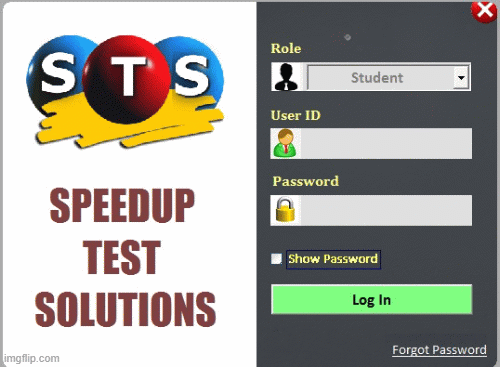 STS
SPEEDUP
TEST
SOLUTIONS
Role
Student
User ID
Password
Show Password
Log In
Forgot Password
imgflip.com